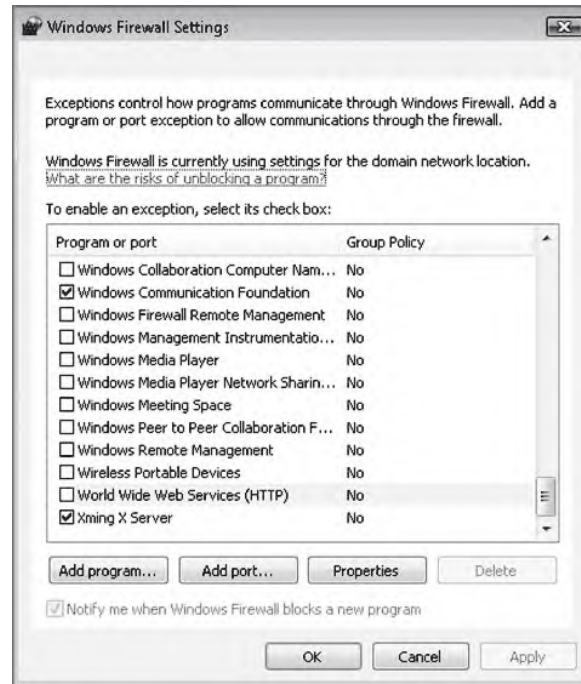 Windows Firewall Settings
Exceptions control how programs communicate through Windows Firewall. Add a
program or port exception to allow communications through the firewall.
Windows Firewall is currently using settings for the domain network location.
What are the risks of unblocking a program?
To enable an exception, select its check box:
Program or port Group Policy
Windows Collaboration Computer Nam... No
Windows Communication Foundation No
Windows Firewall Remote Management No
Windows Management Instrumentatio... No
Windows Media Player No
Windows Media Player Network Sharin... No
Windows Meeting Space No
Windows Peer to Peer Collaboration F... No
Windows Remote Management No
Wireless Portable Devices No
World Wide Web Services (HTTP) No
Xming X Server No
Add program... Add port... Properties Delete
Notify me when Windows Firewall blocks a new program
OK Cancel Apply